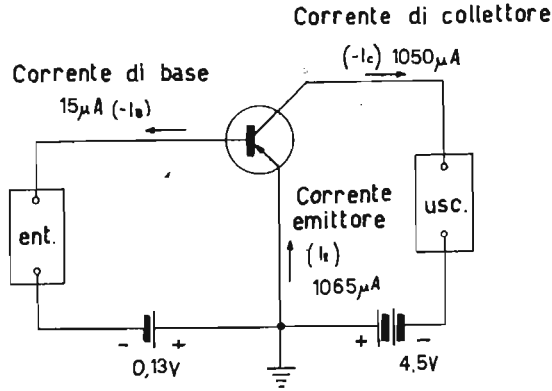 Corrente di collettore
(-Ic) 1050µA
Corrente di base
15µA (-IB)
ent.
Corrente
emittore
(IE)
1065µA
usc.
- +
0,13V
+ -
4,5V